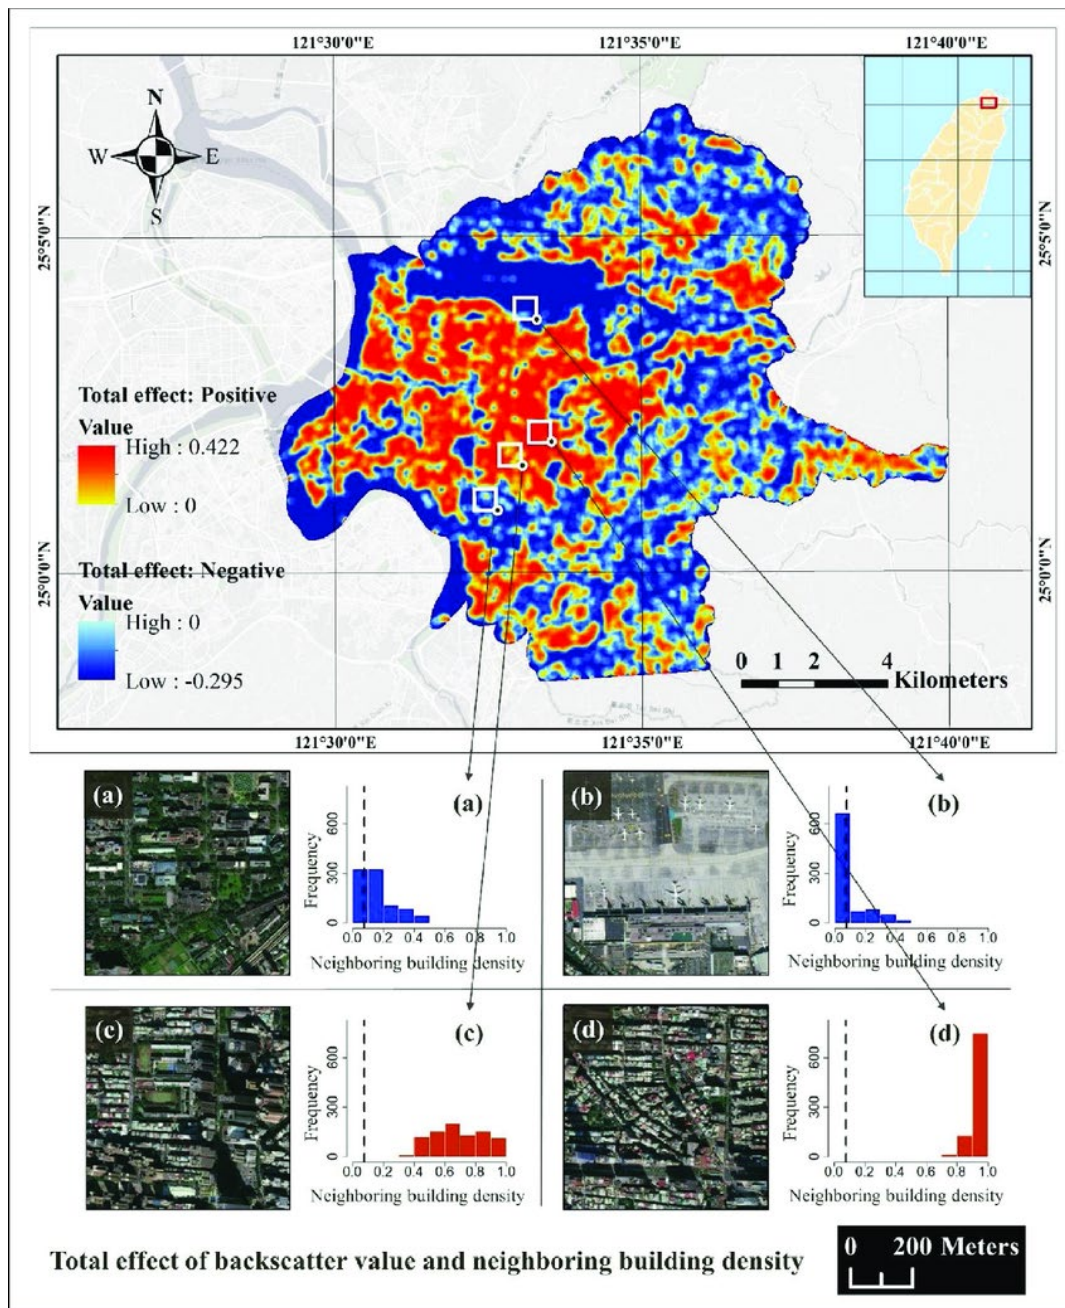 121°30'0"E 121°35'0"E 121°40'0"E
N
W E
S
25°5'0"N 25°5'0"N
Total effect: Positive
Value
High : 0.422
Low : 0
25°0'0"N 25°0'0"N
Total effect: Negative
Value
High : 0
Low : -0.295
0 1 2 4
Kilometers
121°30'0"E 121°35'0"E 121°40'0"E
(a) (a) (b) (b)
Frequency
600
300
0
0.0 0.2 0.4 0.6 0.8 1.0
Neighboring building density
Frequency
600
300
0
0.0 0.2 0.4 0.6 0.8 1.0
Neighboring building density
(c) (c) (d) (d)
Frequency
600
300
0
0.0 0.2 0.4 0.6 0.8 1.0
Neighboring building density
Frequency
600
300
0
0.0 0.2 0.4 0.6 0.8 1.0
Neighboring building density
Total effect of backscatter value and neighboring building density
0 200 Meters